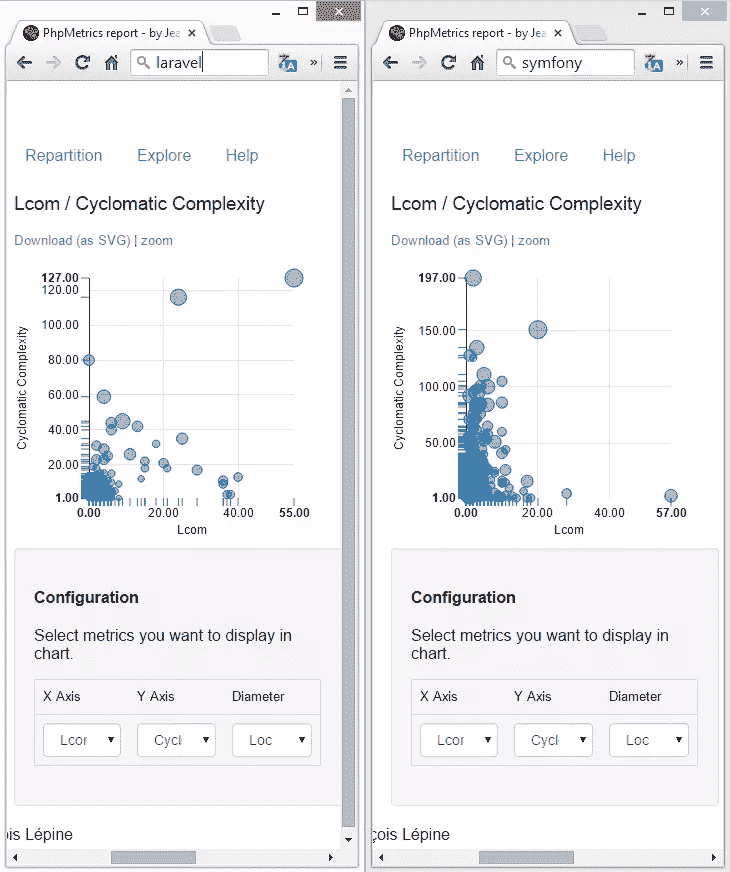 PhpMetrics report - by Jea
laravel
Repartition Explore Help
Lcom / Cyclomatic Complexity
Download (as SVG) | zoom
127.00
120.00
100.00
80.00
60.00
40.00
20.00
1.00
Cyclomatic Complexity
0.00 20.00 40.00 55.00
Lcom
Configuration
Select metrics you want to display in
chart.
X Axis Y Axis Diameter
Lcor Cycl Loc
ois Lépine
PhpMetrics report - by Jea
symfony
Repartition Explore Help
Lcom / Cyclomatic Complexity
Download (as SVG) | zoom
197.00
150.00
100.00
50.00
1.00
Cyclomatic Complexity
0.00 20.00 40.00 57.00
Lcom
Configuration
Select metrics you want to display in
chart.
X Axis Y Axis Diameter
Lcor Cycl Loc
çois Lépine